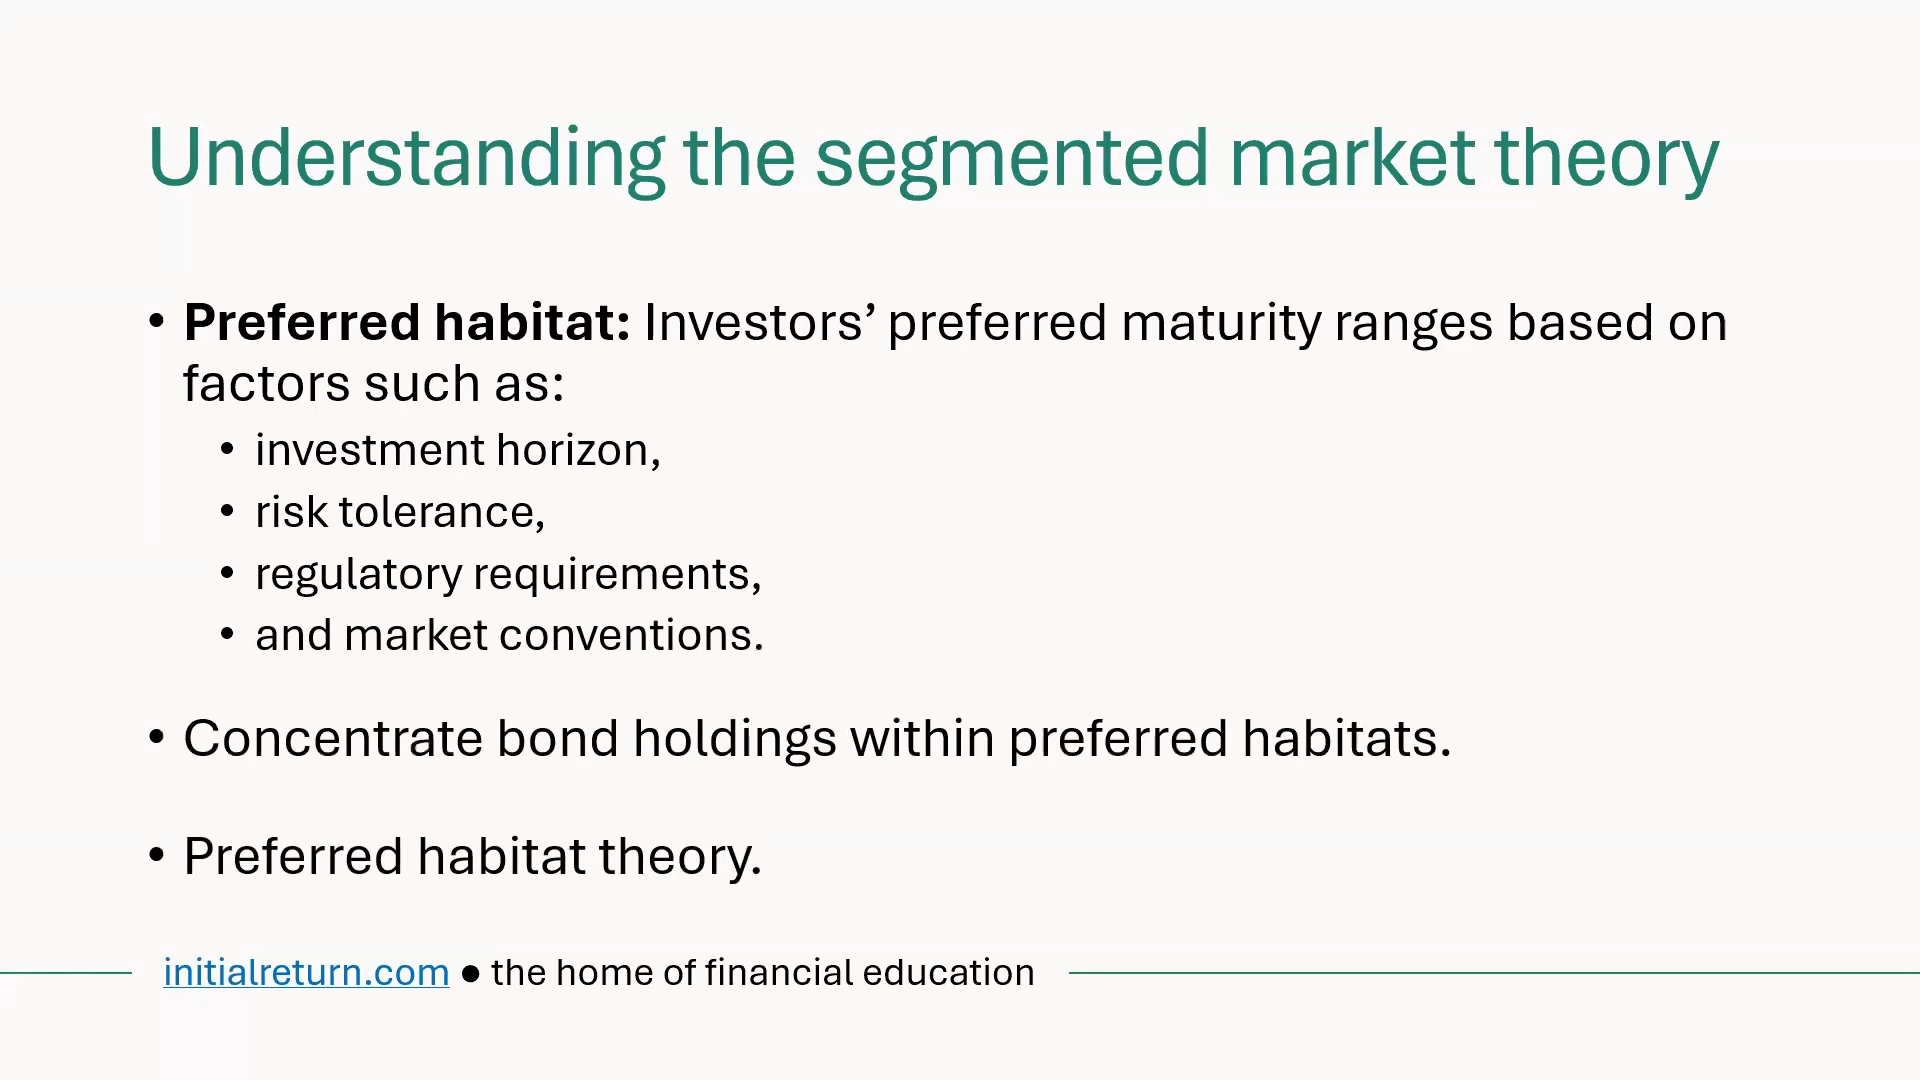 Understanding the segmented market theory
• Preferred habitat: Investors’ preferred maturity ranges based on
factors such as:
• investment horizon,
• risk tolerance,
• regulatory requirements,
• and market conventions.
• Concentrate bond holdings within preferred habitats.
• Preferred habitat theory.
initialreturn.com ● the home of financial education